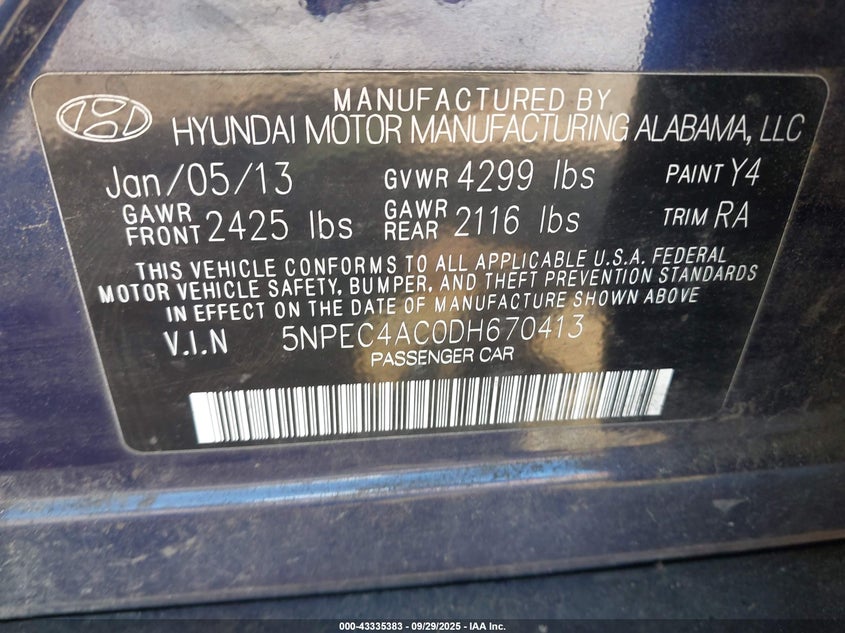 MANUFACTURED BY
HYUNDAI MOTOR MANUFACTURING ALABAMA, LLC
Jan/05/13 GVWR 4299 lbs PAINT Y4
GAWR FRONT 2425 lbs GAWR REAR 2116 lbs TRIM RA
THIS VEHICLE CONFORMS TO ALL APPLICABLE U.S.A. FEDERAL
MOTOR VEHICLE SAFETY, BUMPER, AND THEFT PREVENTION STANDARDS
IN EFFECT ON THE DATE OF MANUFACTURE SHOWN ABOVE
V.I.N 5NPEC4AC0DH670413
PASSENGER CAR
000-43335383 - 09/29/2025 - IAA Inc.